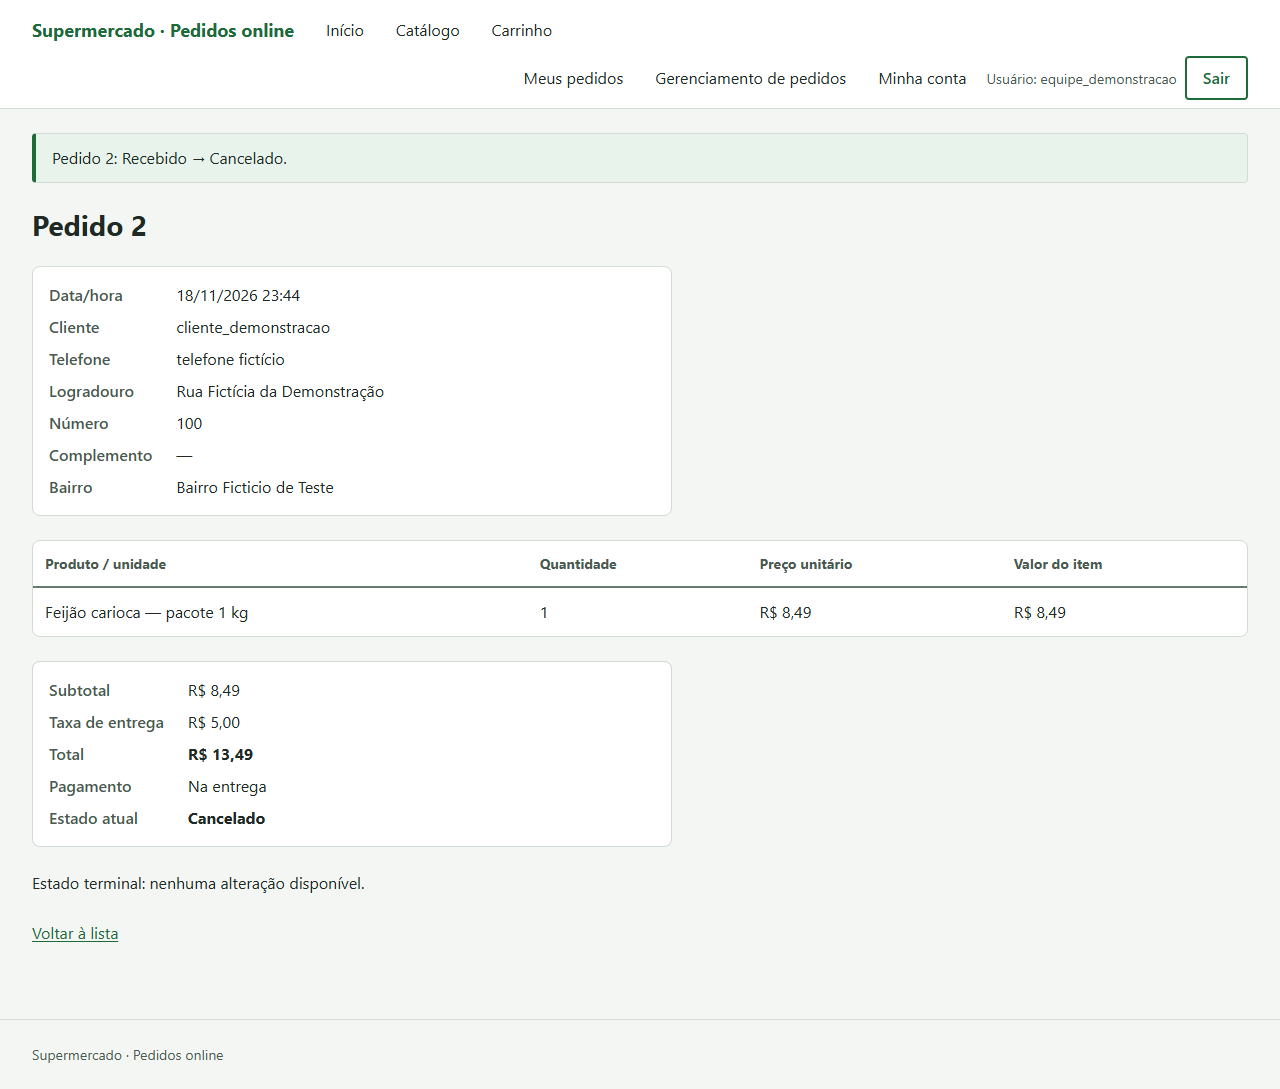 Supermercado · Pedidos online Início Catálogo Carrinho
Meus pedidos Gerenciamento de pedidos Minha conta Usuário: equipe_demonstracao Sair
Pedido 2: Recebido → Cancelado.
Pedido 2
Data/hora 18/11/2026 23:44
Cliente cliente_demonstracao
Telefone telefone fictício
Logradouro Rua Fictícia da Demonstração
Número 100
Complemento —
Bairro Bairro Ficticio de Teste
Produto / unidade Quantidade Preço unitário Valor do item
Feijão carioca — pacote 1 kg 1 R$ 8,49 R$ 8,49
Subtotal R$ 8,49
Taxa de entrega R$ 5,00
Total R$ 13,49
Pagamento Na entrega
Estado atual Cancelado
Estado terminal: nenhuma alteração disponível.
Voltar à lista
Supermercado · Pedidos online